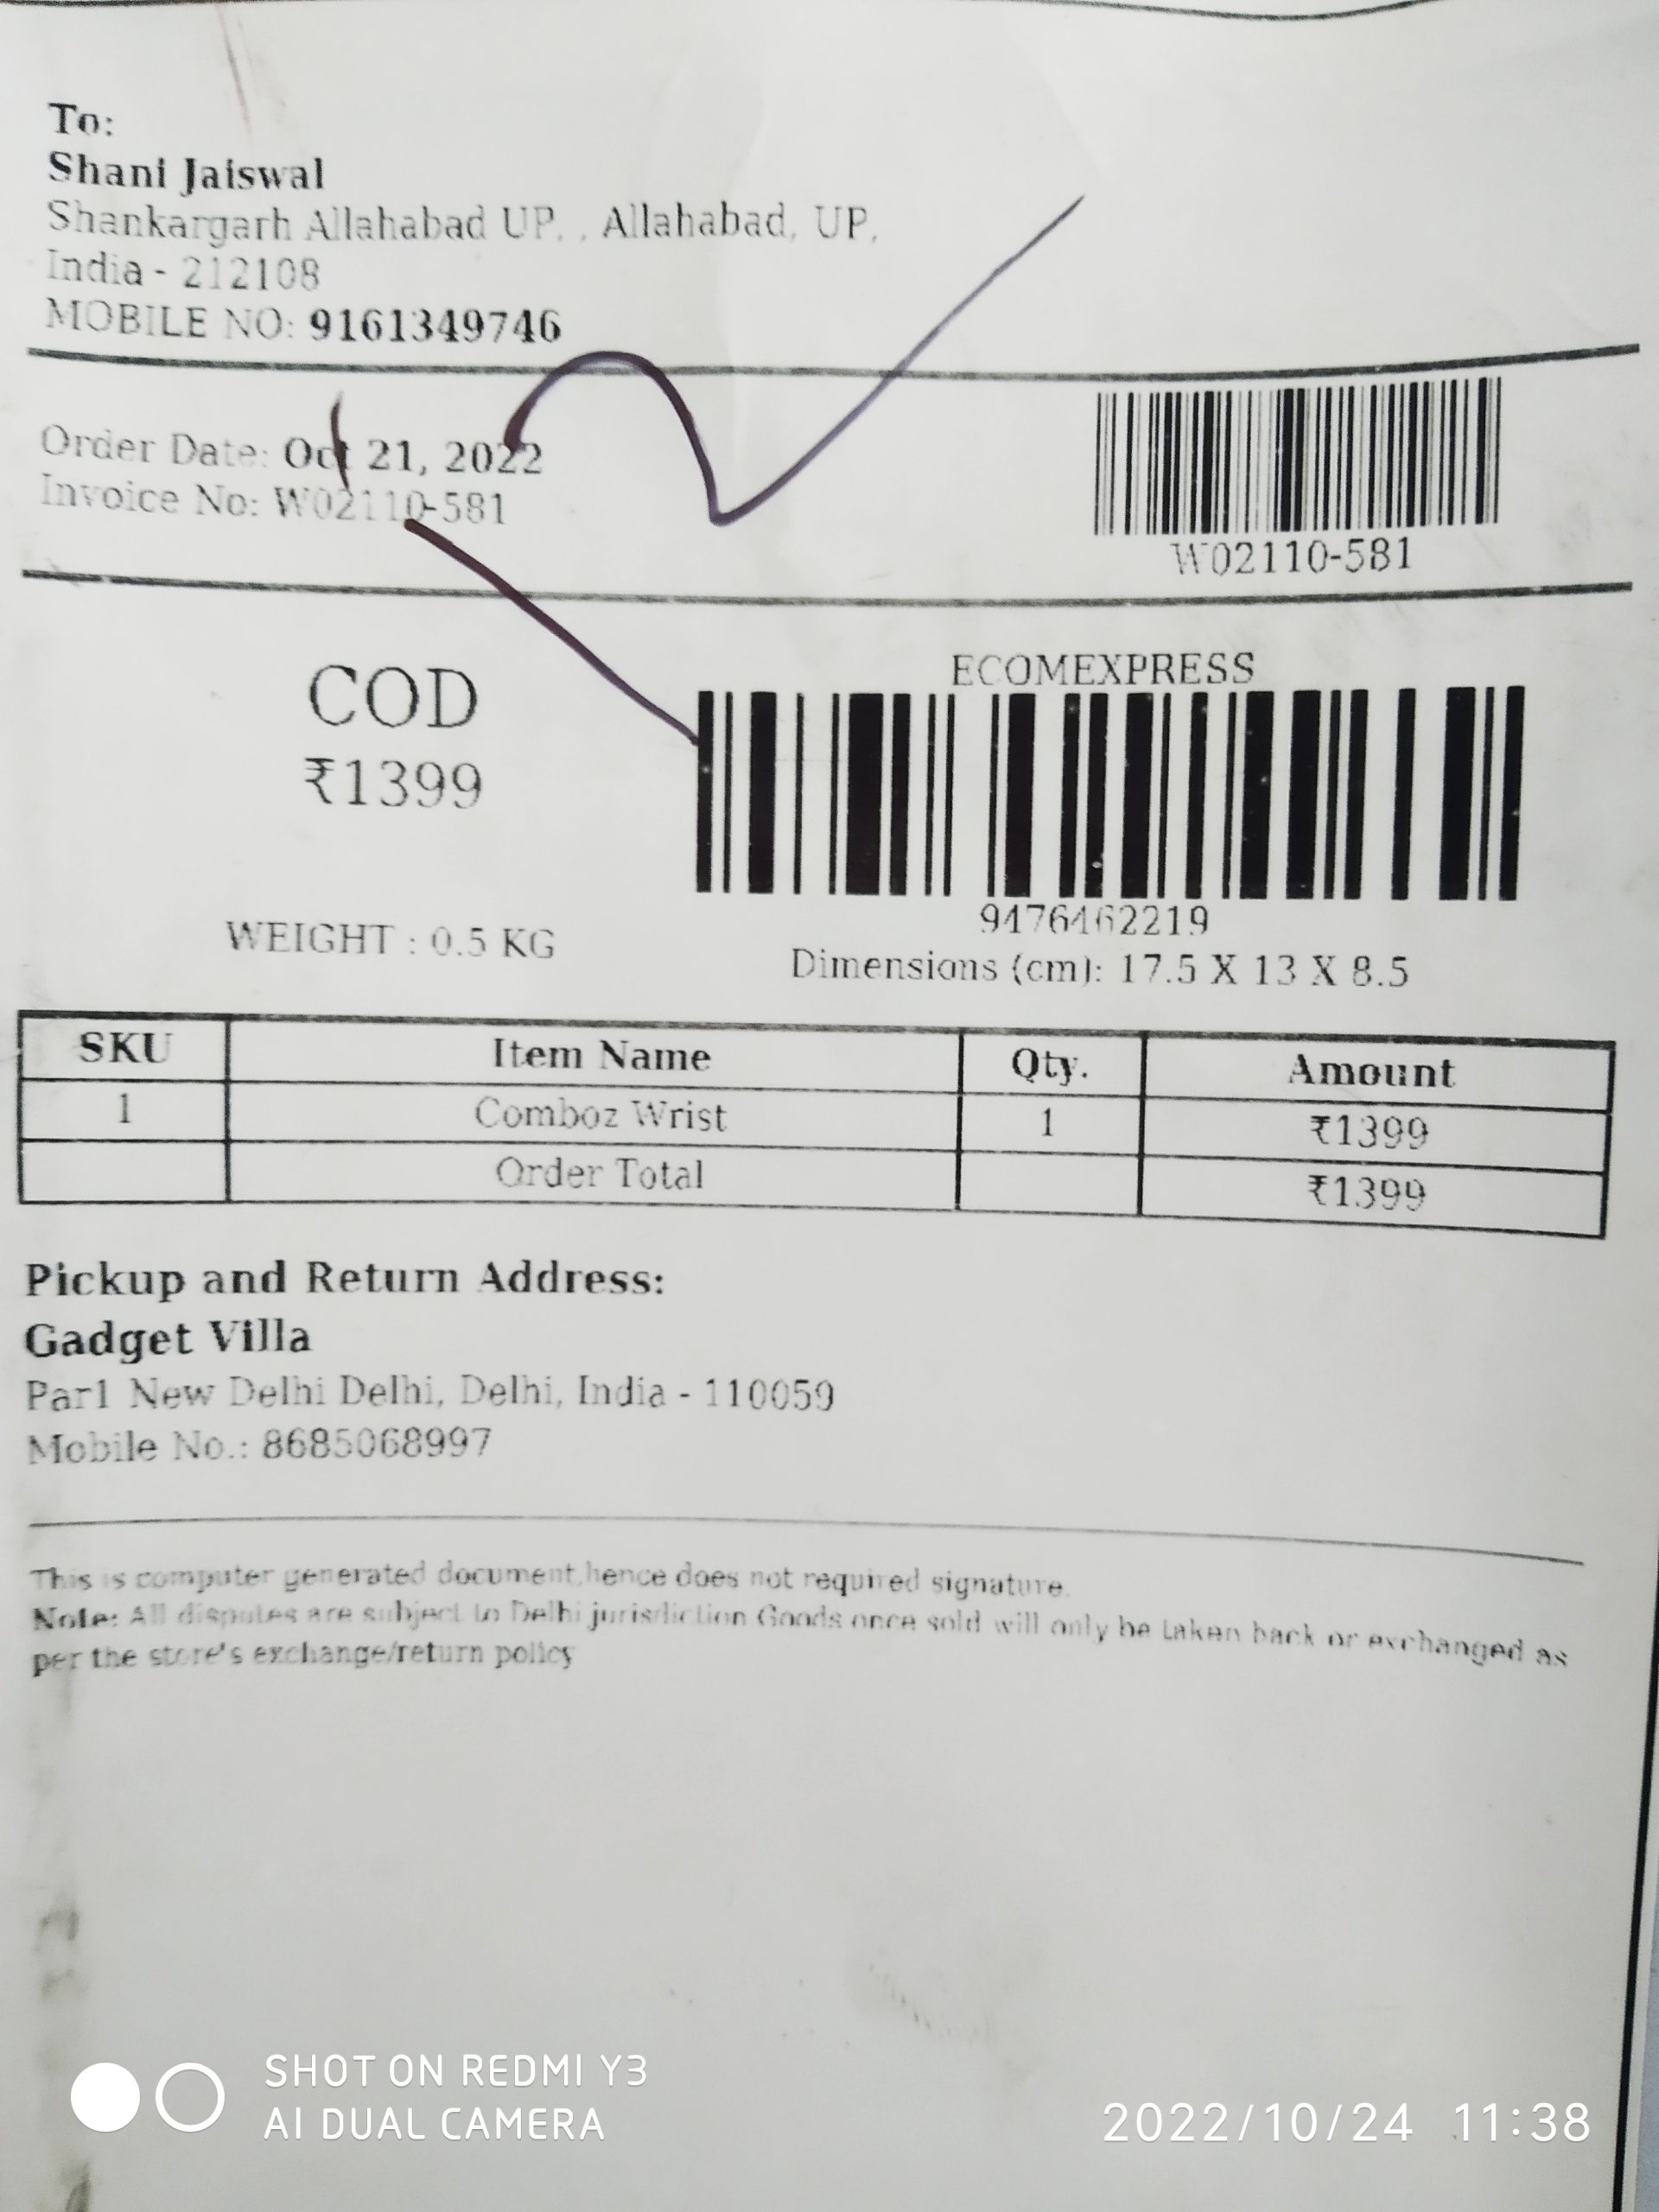 To:
Shani Jaiswal
Shankargarh Allahabad UP, , Allahabad, UP,
India - 212108
MOBILE NO: 9161349746
Order Date: Oct 21, 2022
Invoice No: W02110-581
W02110-581
COD
₹1399
ECOMEXPRESS
9476462219
WEIGHT : 0.5 KG
Dimensions (cm): 17.5 X 13 X 8.5
SKU Item Name Qty. Amount
1 Comboz Wrist 1 ₹1399
Order Total ₹1399
Pickup and Return Address:
Gadget Villa
Par1 New Delhi Delhi, Delhi, India - 110059
Mobile No.: 8685068997
This is computer generated document,hence does not required signature.
Note: All disputes are subject to Delhi jurisdiction Goods once sold will only be taken back or exchanged as
per the store's exchange/return policy
SHOT ON REDMI Y3
AI DUAL CAMERA
2022/10/24 11:38